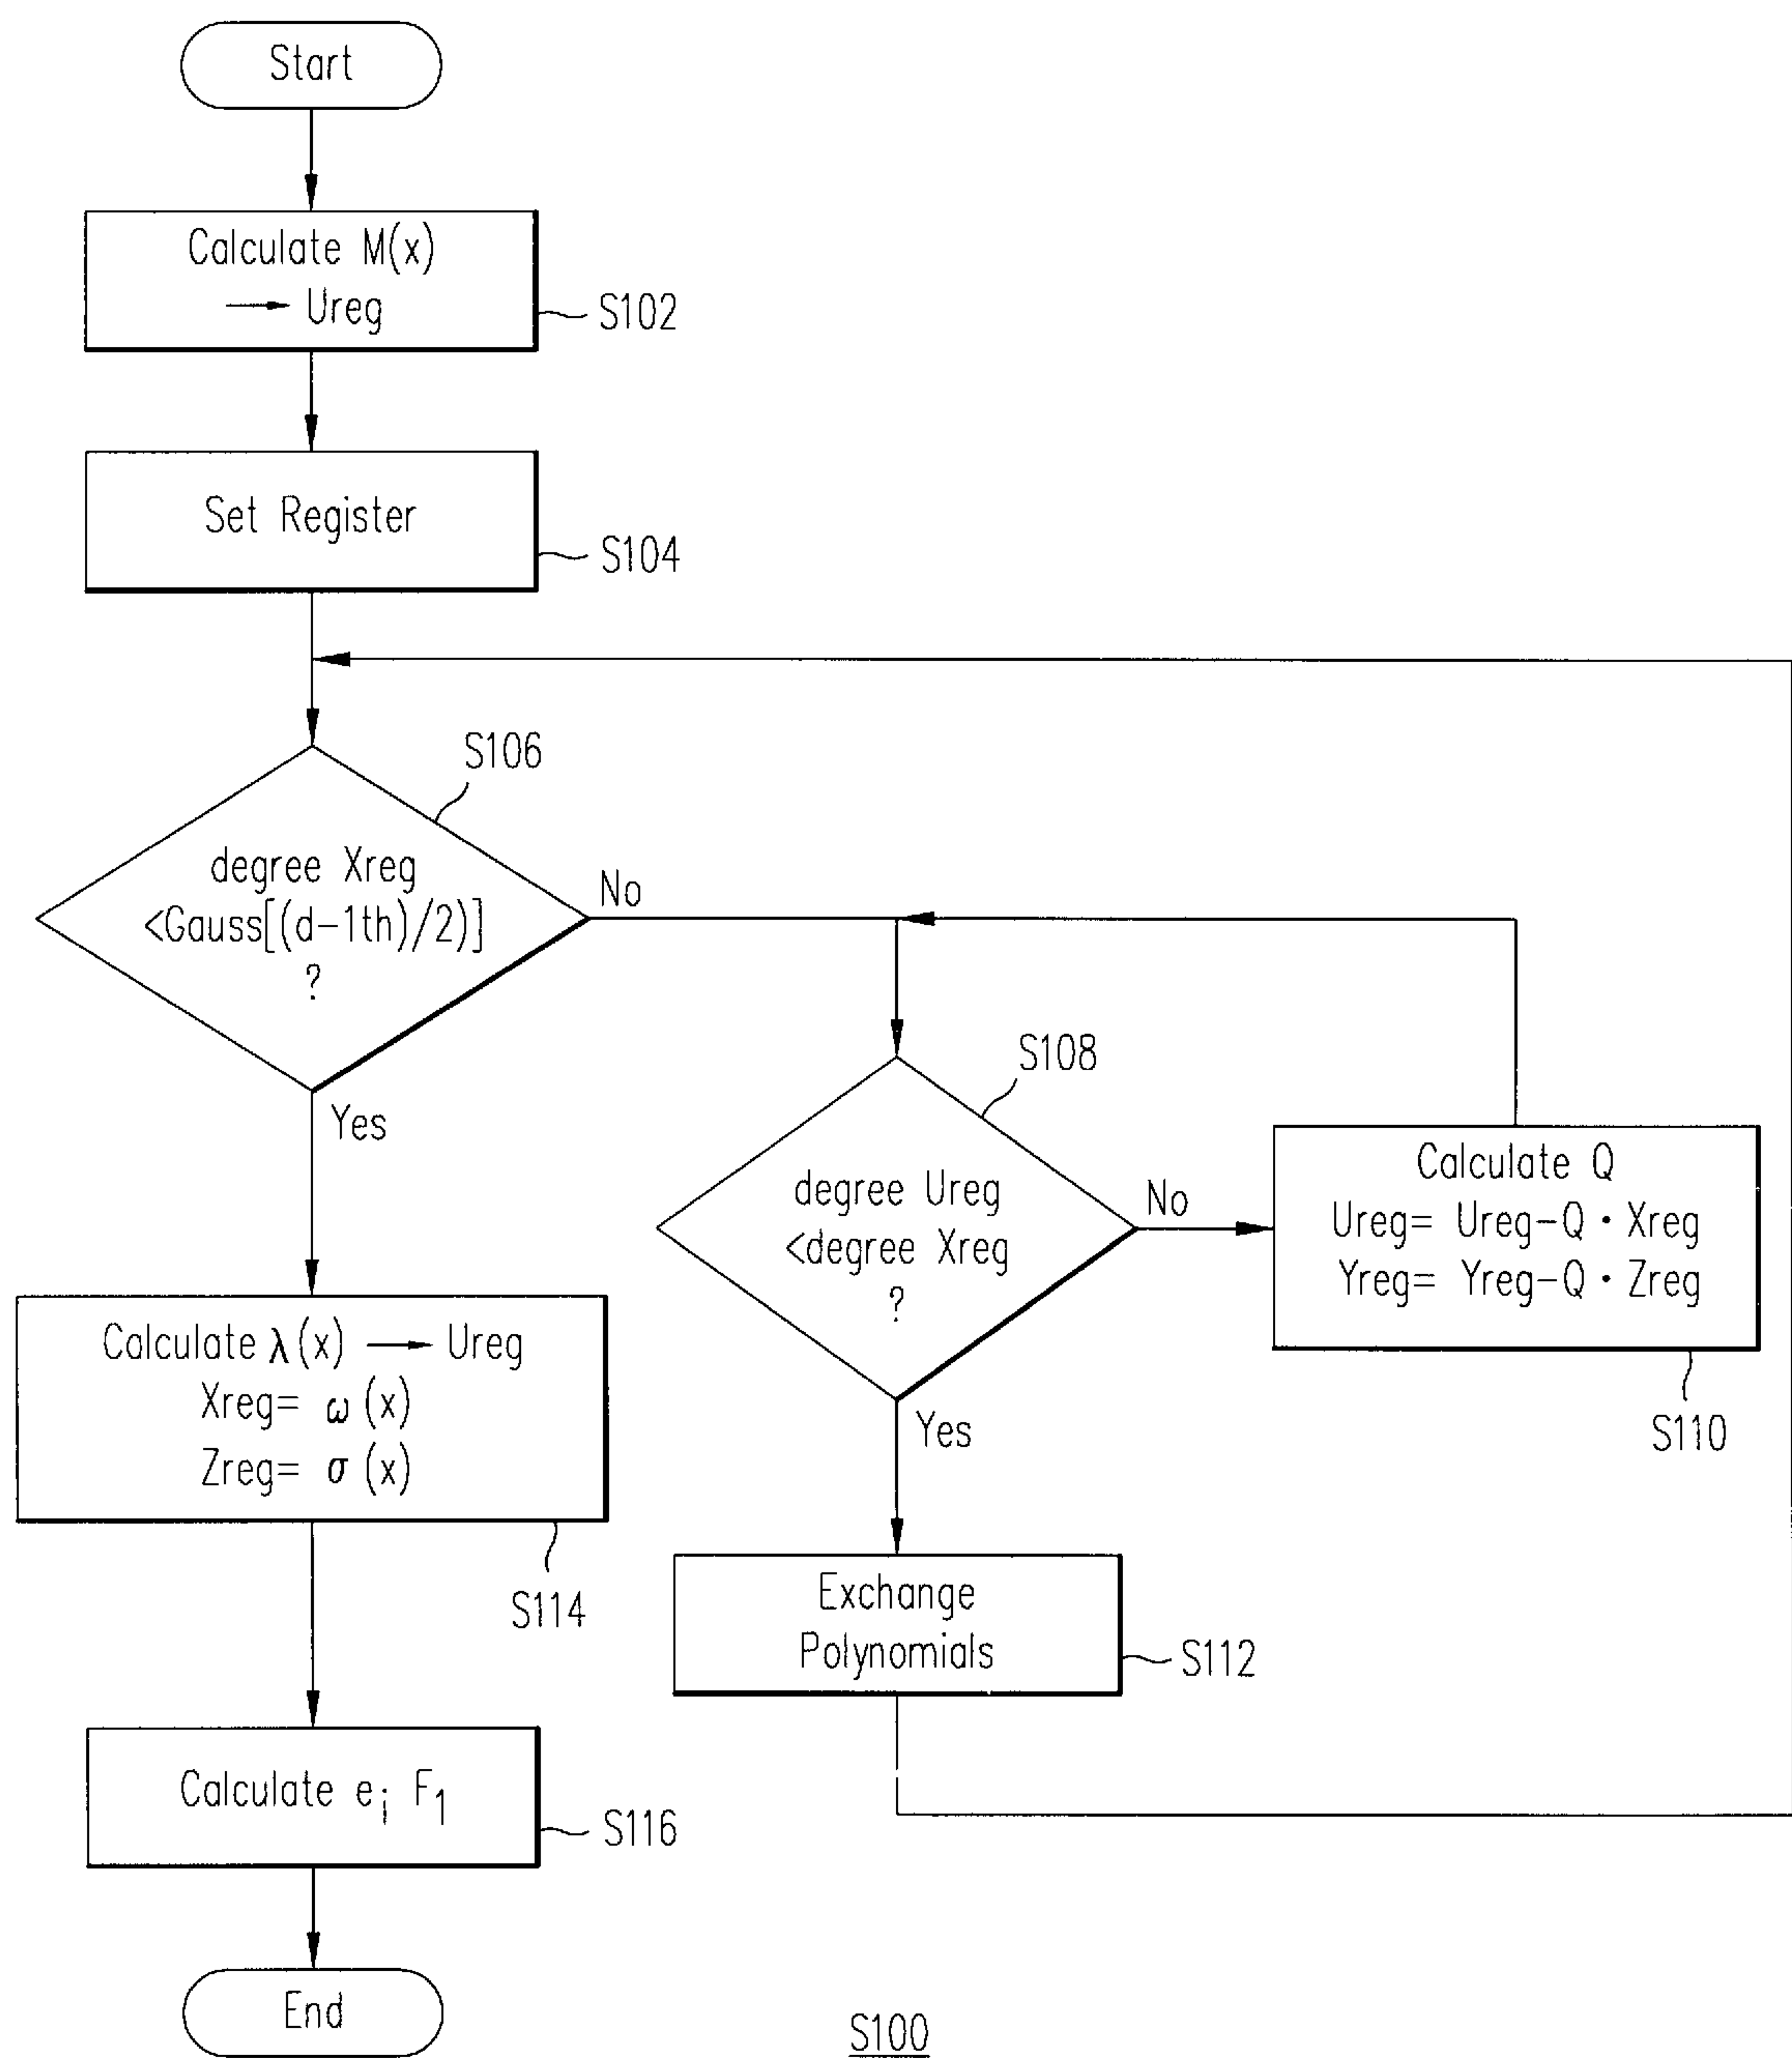 Start
Calculate M(x)
→ Ureg
S102
Set Register
S104
S106
degree Xreg
<Gauss[(d-1th)/2)]
?
No
Yes
S108
degree Ureg
<degree Xreg
?
No
Yes
Calculate Q
Ureg= Ureg-Q・Xreg
Yreg= Yreg-Q・Zreg
S110
Calculate λ(x) → Ureg
Xreg= ω(x)
Zreg= σ(x)
S114
Exchange
Polynomials
S112
Calculate eᵢ F₁
S116
End
S100